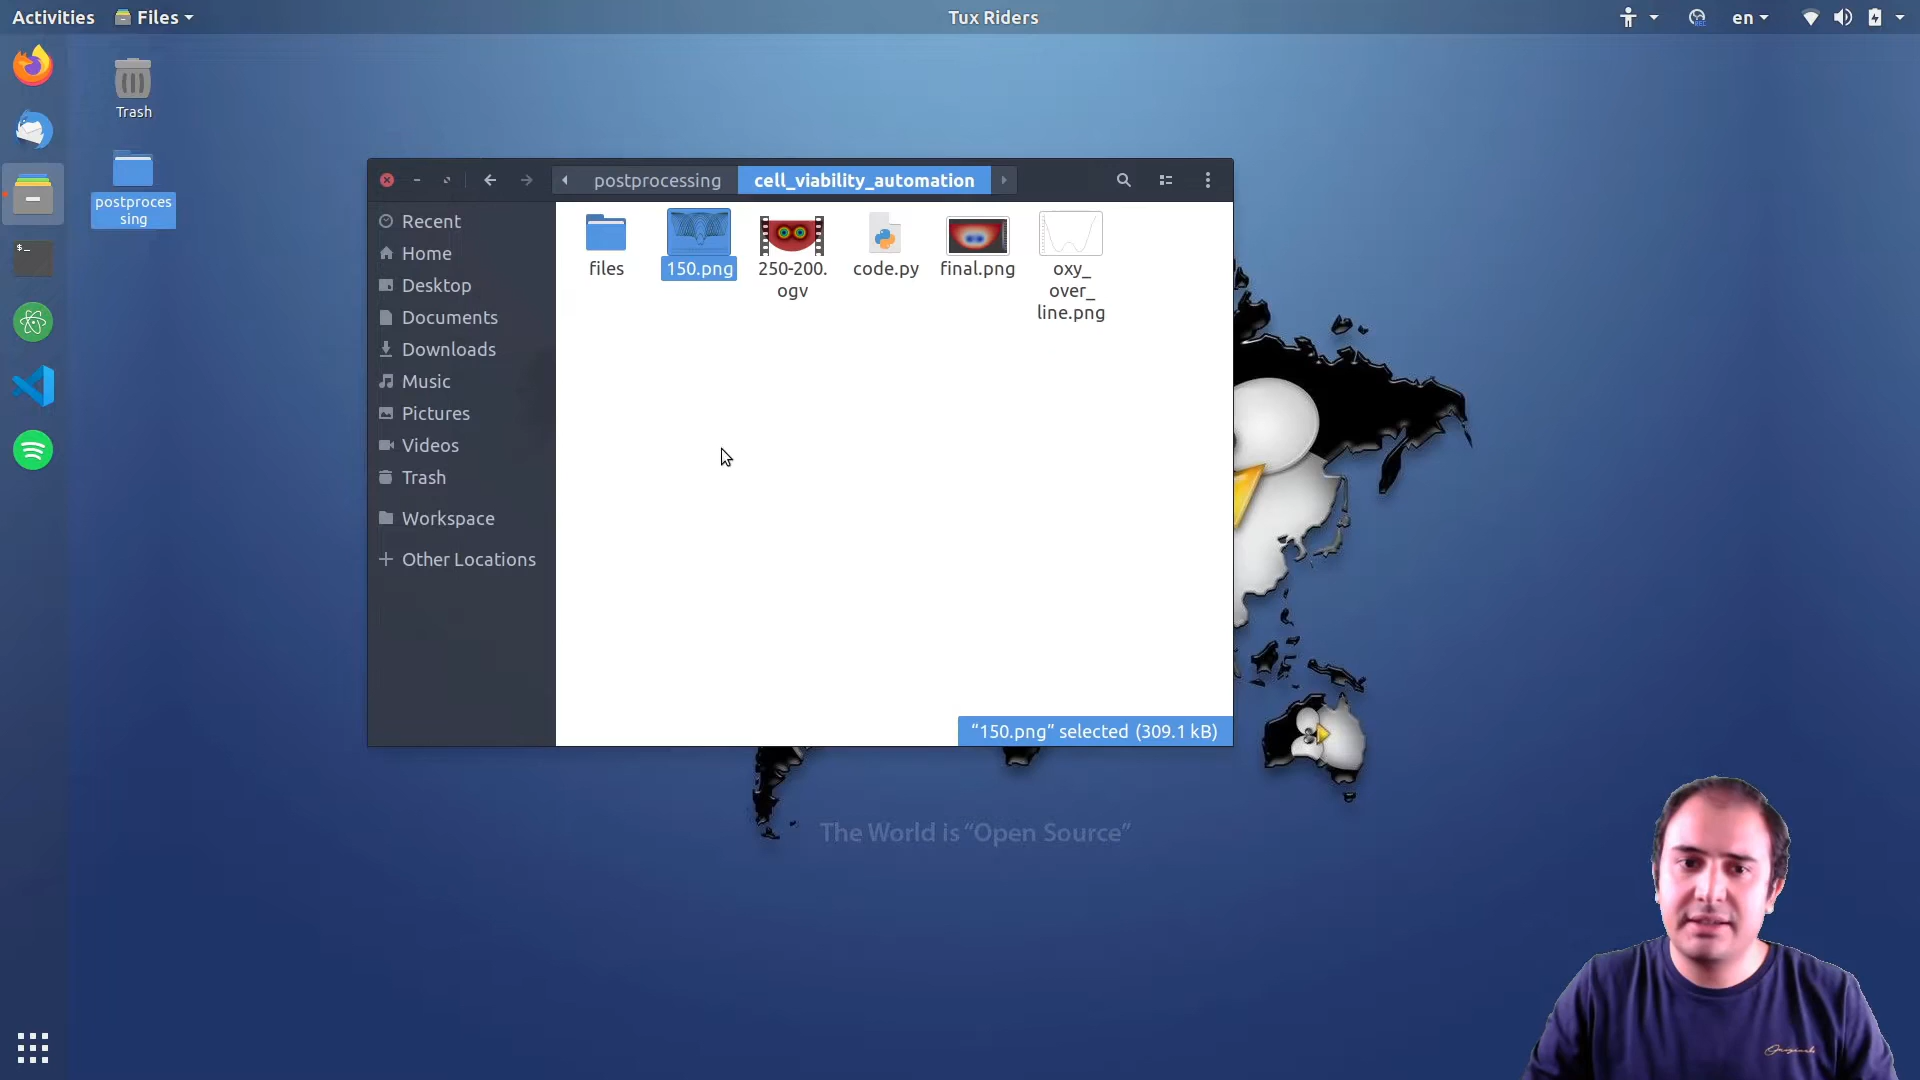 Activities
Files
Tux Riders
en
Trash
postproces
sing
postprocessing
cell_viability_automation
Recent
Home
Desktop
Documents
Downloads
Music
Pictures
Videos
Trash
Workspace
Other Locations
files
150.png
250-200.
ogv
code.py
final.png
oxy_
over_
line.png
“150.png” selected (309.1 kB)
The World is “Open Source”